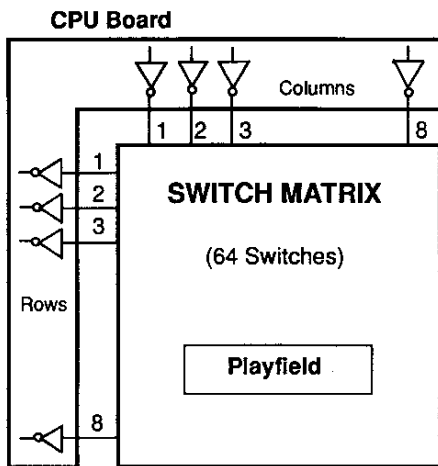 CPU Board
Columns
1 2 3 8
1
2
3
SWITCH MATRIX
(64 Switches)
Rows
Playfield
8